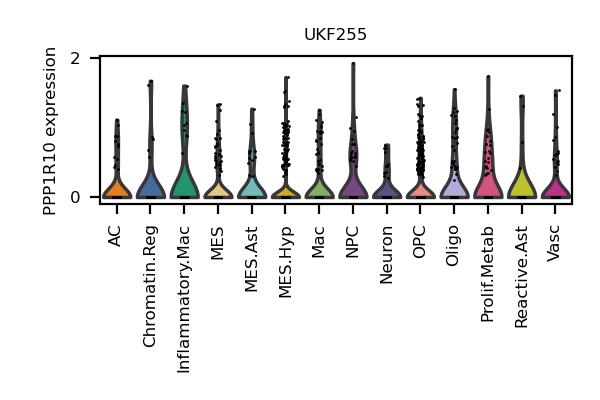 UKF255
PPP1R10 expression
2
0
AC
Chromatin.Reg
Inflammatory.Mac
MES
MES.Ast
MES.Hyp
Mac
NPC
Neuron
OPC
Oligo
Prolif.Metab
Reactive.Ast
Vasc